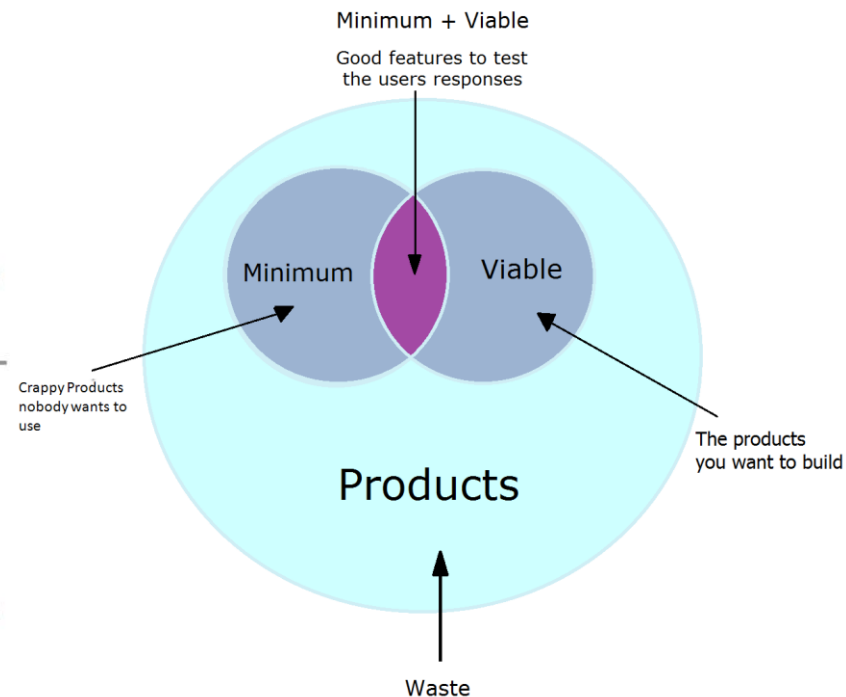 Minimum + Viable
Good features to test
the users responses
Minimum
Viable
Crappy Products
nobody wants to
use
The products
you want to build
Products
Waste